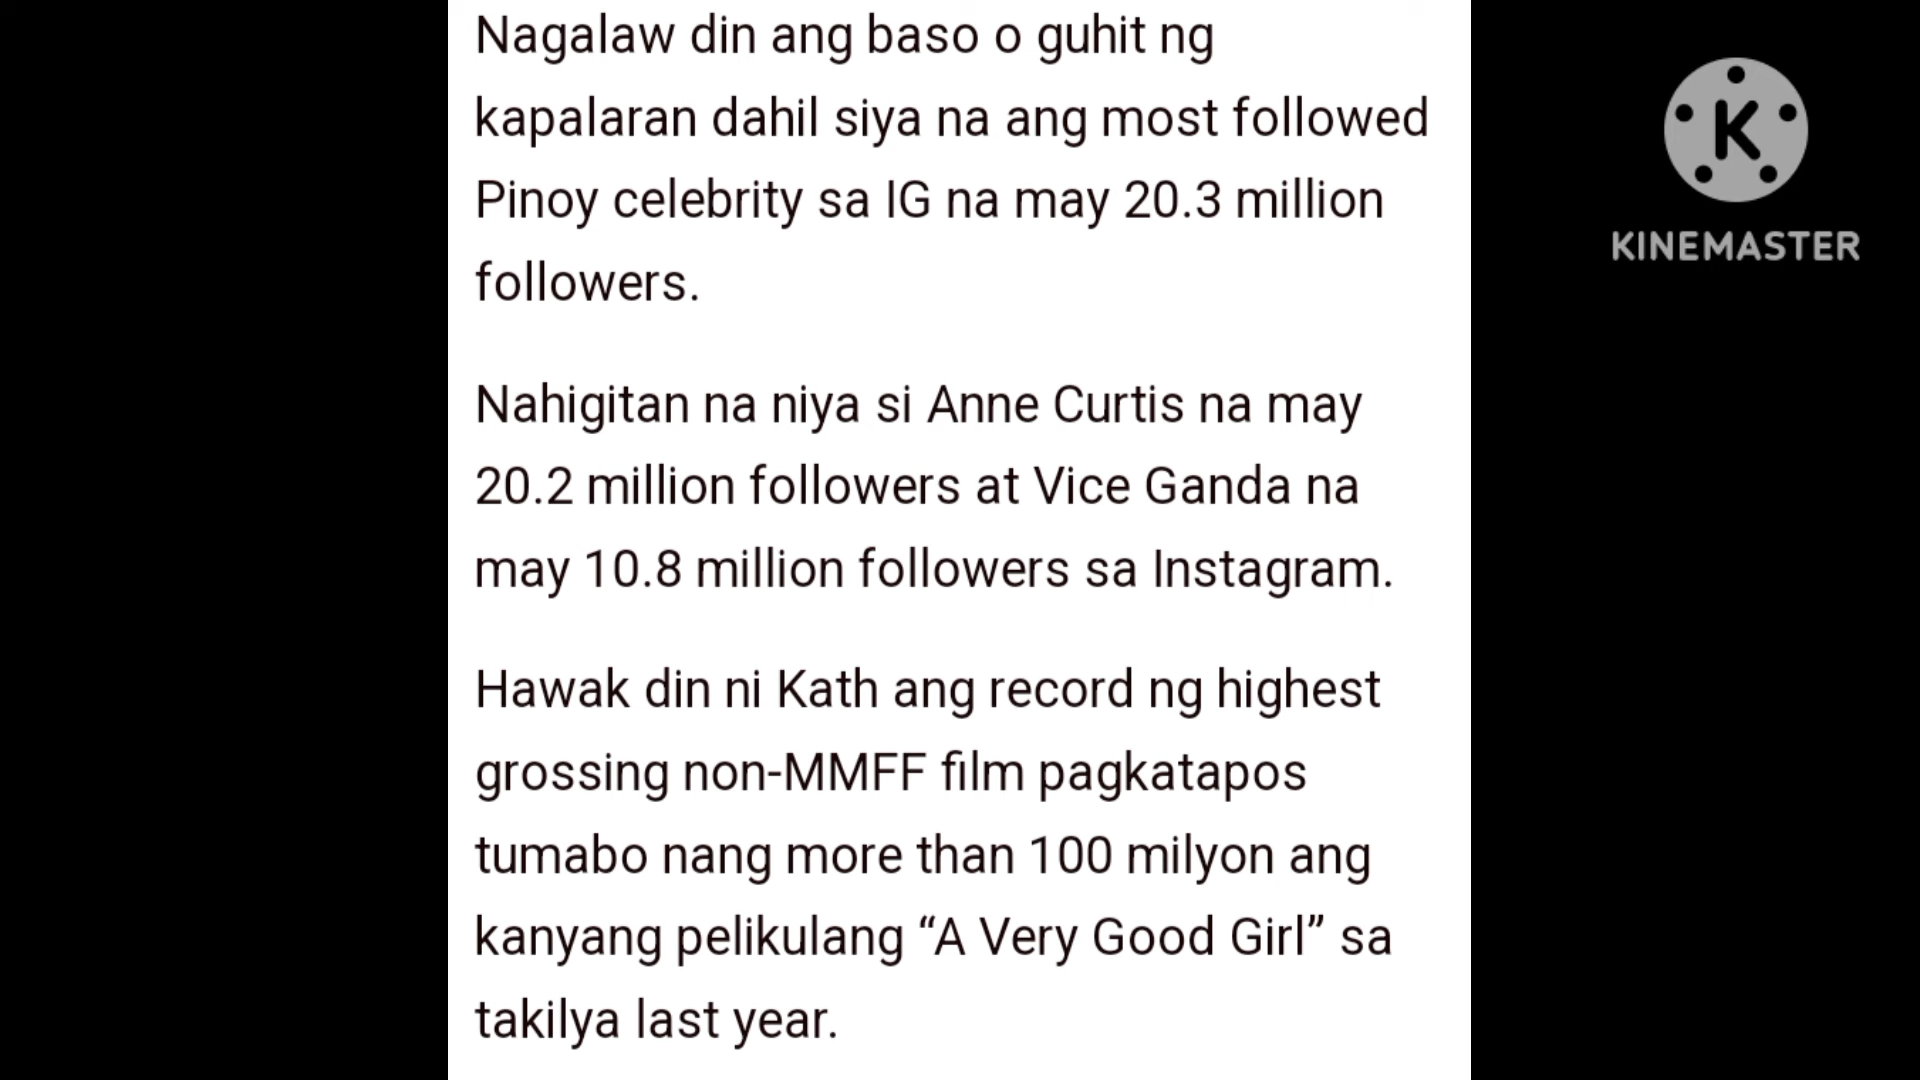 Nagalaw din ang baso o guhit ng
kapalaran dahil siya na ang most followed
Pinoy celebrity sa IG na may 20.3 million
followers.
Nahigitan na niya si Anne Curtis na may
20.2 million followers at Vice Ganda na
may 10.8 million followers sa Instagram.
Hawak din ni Kath ang record ng highest
grossing non-MMFF film pagkatapos
tumabo nang more than 100 milyon ang
kanyang pelikulang “A Very Good Girl” sa
takilya last year.
K
KINEMASTER